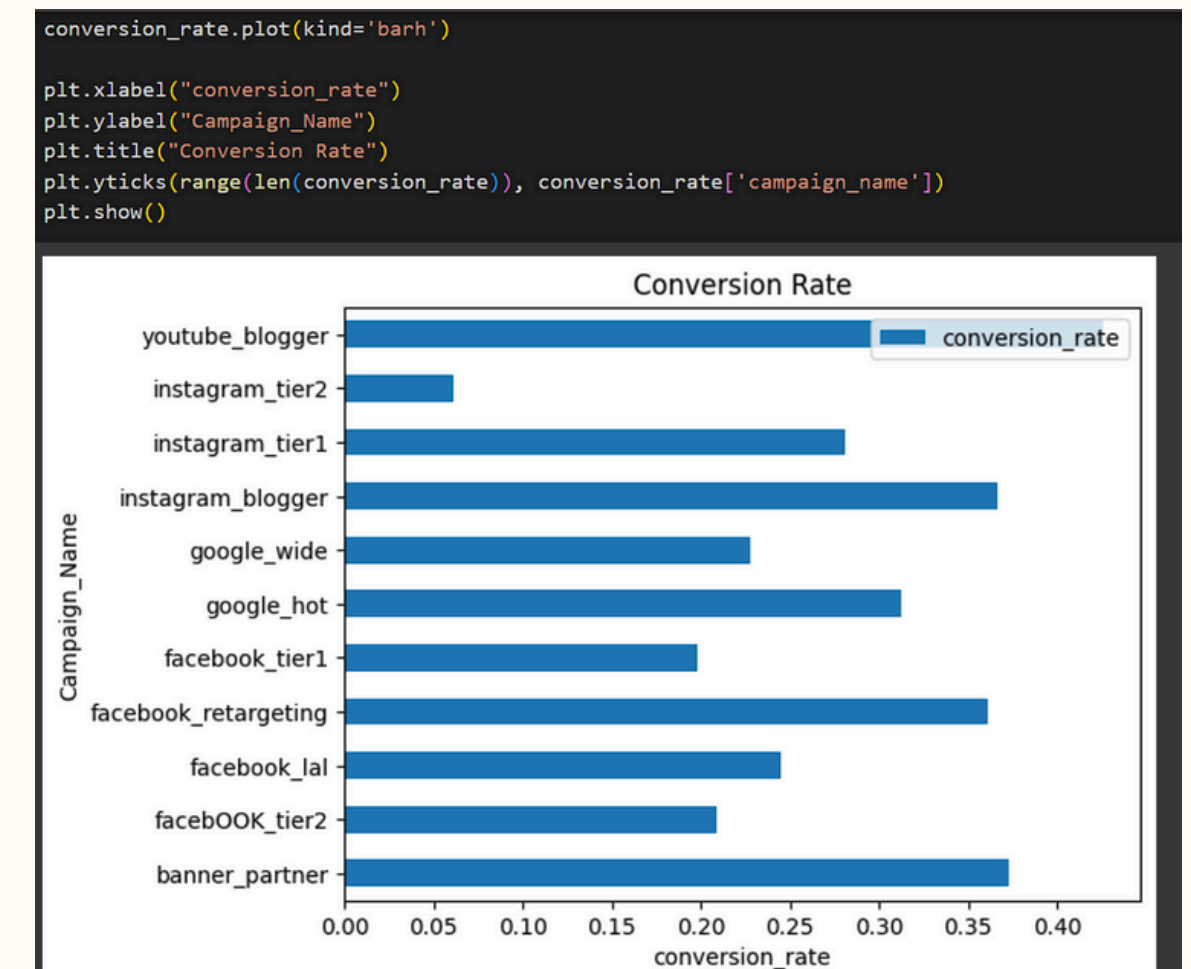 conversion_rate.plot(kind='barh')
plt.xlabel("conversion_rate")
plt.ylabel("Campaign_Name")
plt.title("Conversion Rate")
plt.yticks(range(len(conversion_rate)), conversion_rate['campaign_name'])
plt.show()
Conversion Rate
conversion_rate
youtube_blogger
instagram_tier2
instagram_tier1
instagram_blogger
google_wide
google_hot
facebook_tier1
facebook_retargeting
facebook_lal
facebOOK_tier2
banner_partner
Campaign_Name
0.00 0.05 0.10 0.15 0.20 0.25 0.30 0.35 0.40
conversion_rate